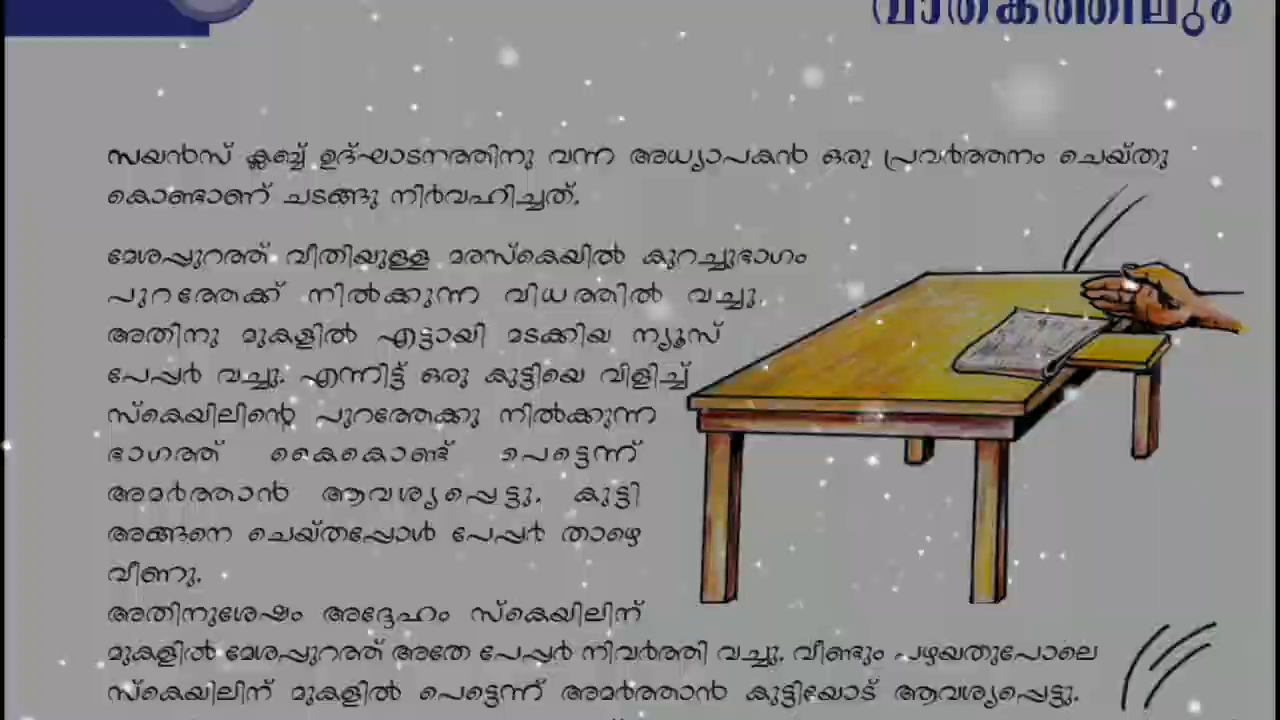 വാതകത്തിലും
സയൻസ് ക്ലബ്ബ് ഉദ്ഘാടനത്തിനു വന്ന അധ്യാപകൻ ഒരു പ്രവർത്തനം ചെയ്തു
കൊണ്ടാണ് ചടങ്ങു നിർവഹിച്ചത്.
മേശപ്പുറത്ത് വീതിയുള്ള മരസ്കെയിൽ കുറച്ചുഭാഗം
പുറത്തേക്ക് നിൽക്കുന്ന വിധത്തിൽ വച്ചു.
അതിനു മുകളിൽ എട്ടായി മടക്കിയ ന്യൂസ്
പേപ്പർ വച്ചു. എന്നിട്ട് ഒരു കുട്ടിയെ വിളിച്ച്
സ്കെയിലിന്റെ പുറത്തേക്കു നിൽക്കുന്ന
ഭാഗത്ത് കൈകൊണ്ട് പെട്ടെന്ന്
അമർത്താൻ ആവശ്യപ്പെട്ടു. കുട്ടി
അങ്ങനെ ചെയ്തപ്പോൾ പേപ്പർ താഴെ
വീണു.
അതിനുശേഷം അദ്ദേഹം സ്കെയിലിന്
മുകളിൽ മേശപ്പുറത്ത് അതേ പേപ്പർ നിവർത്തി വച്ചു. വീണ്ടും പഴയതുപോലെ
സ്കെയിലിന് മുകളിൽ പെട്ടെന്ന് അമർത്താൻ കുട്ടിയോട് ആവശ്യപ്പെട്ടു.